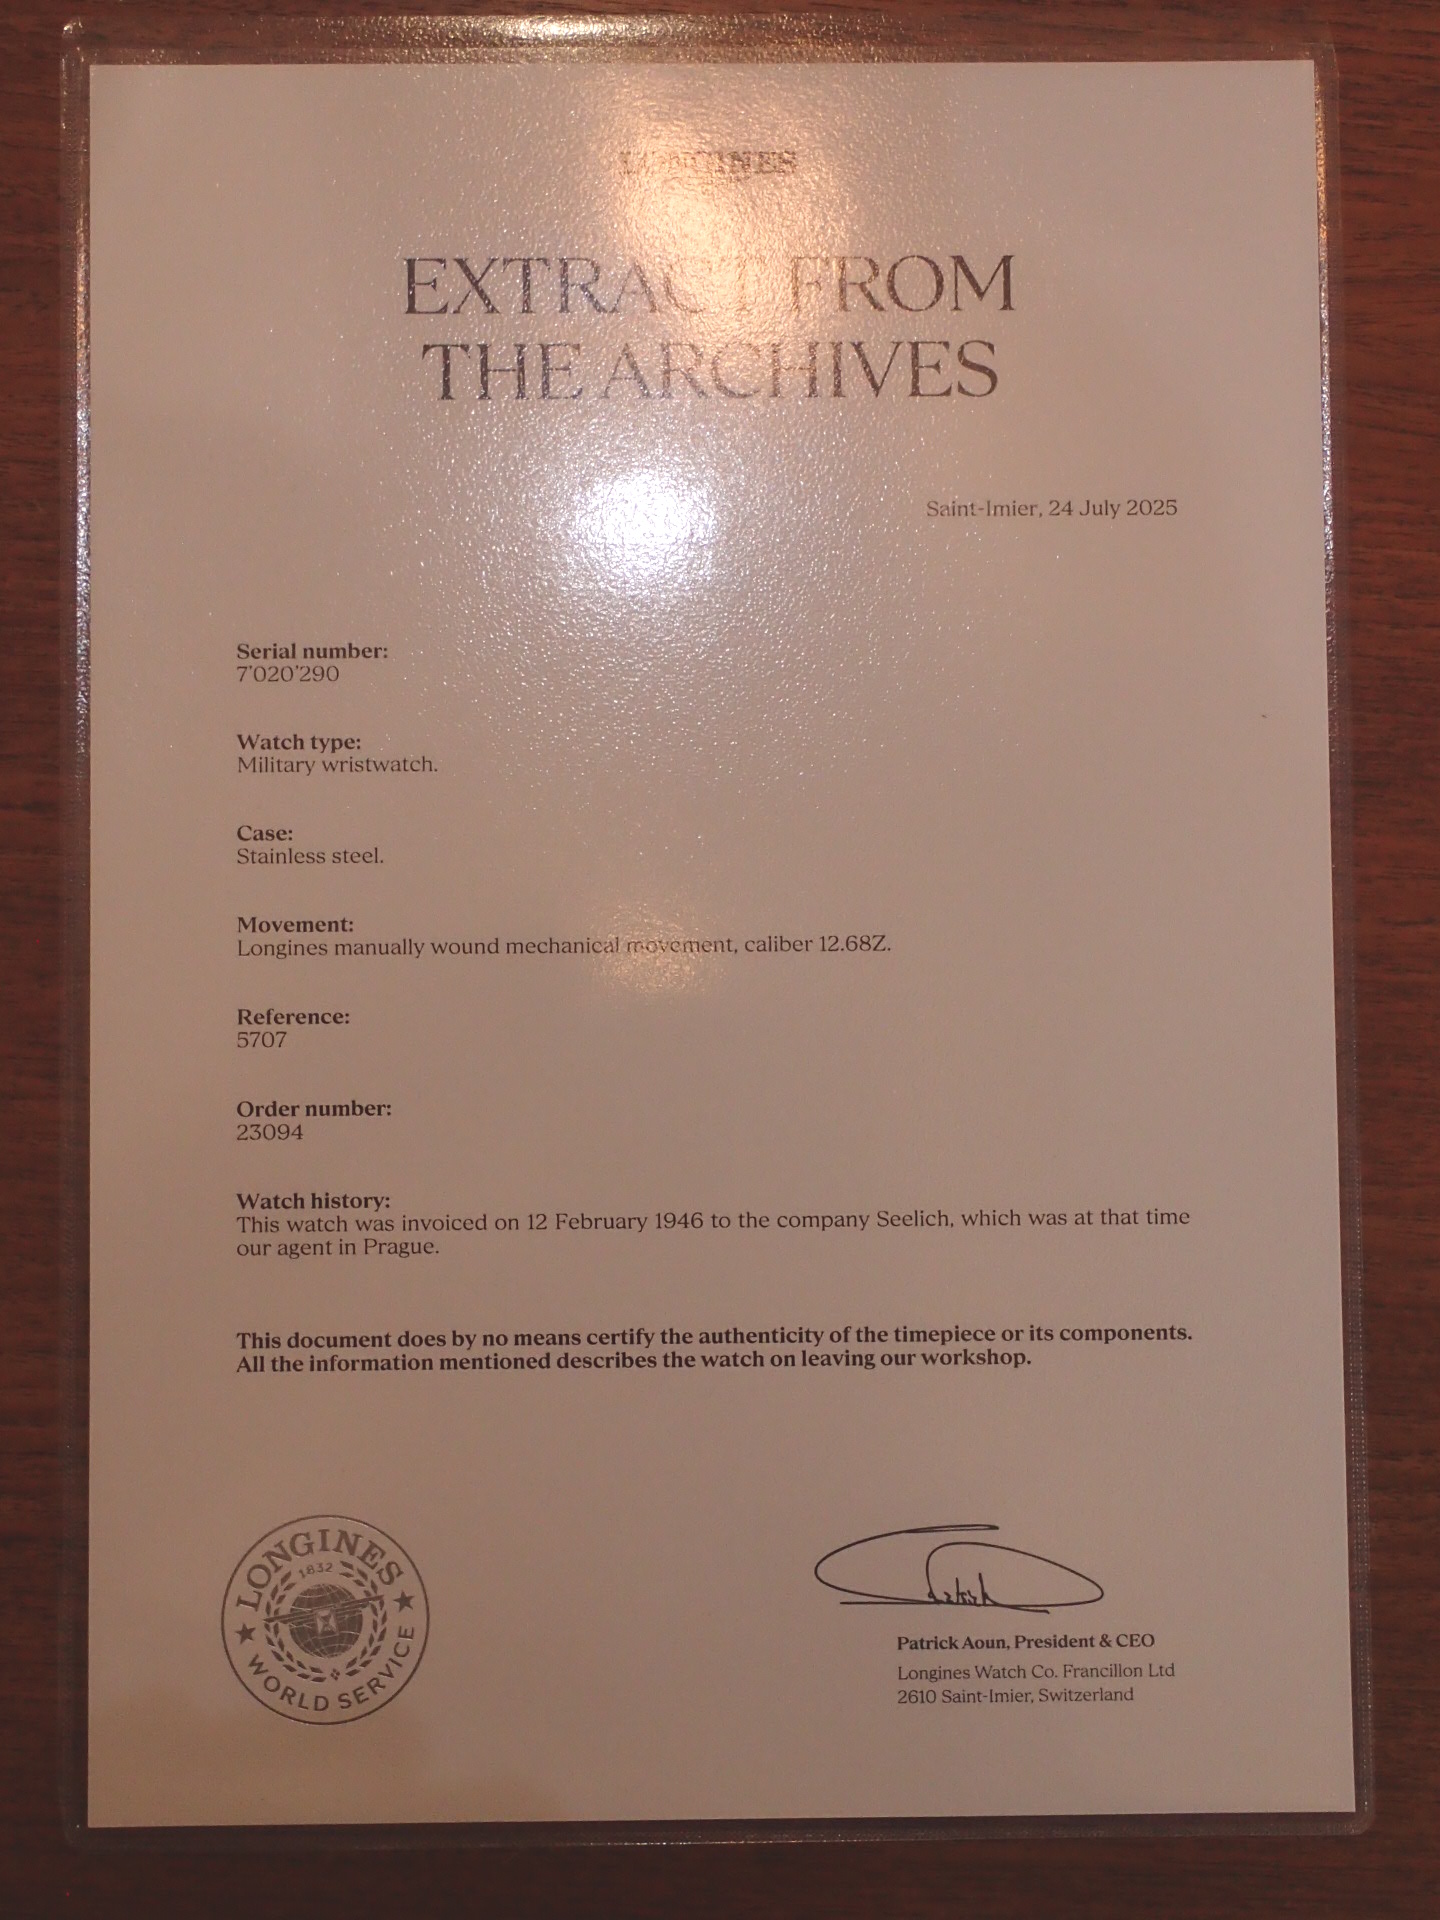 LONGINES
EXTRACT FROM
THE ARCHIVES
Saint-Imier, 24 July 2025
Serial number:
7'020'290
Watch type:
Military wristwatch.
Case:
Stainless steel.
Movement:
Longines manually wound mechanical movement, caliber 12.68Z.
Reference:
5707
Order number:
23094
Watch history:
This watch was invoiced on 12 February 1946 to the company Seelich, which was at that time
our agent in Prague.
This document does by no means certify the authenticity of the timepiece or its components.
All the information mentioned describes the watch on leaving our workshop.
LONGINES
1832
WORLD SERVICE
Patrick Aoun, President & CEO
Longines Watch Co. Francillon Ltd
2610 Saint-Imier, Switzerland